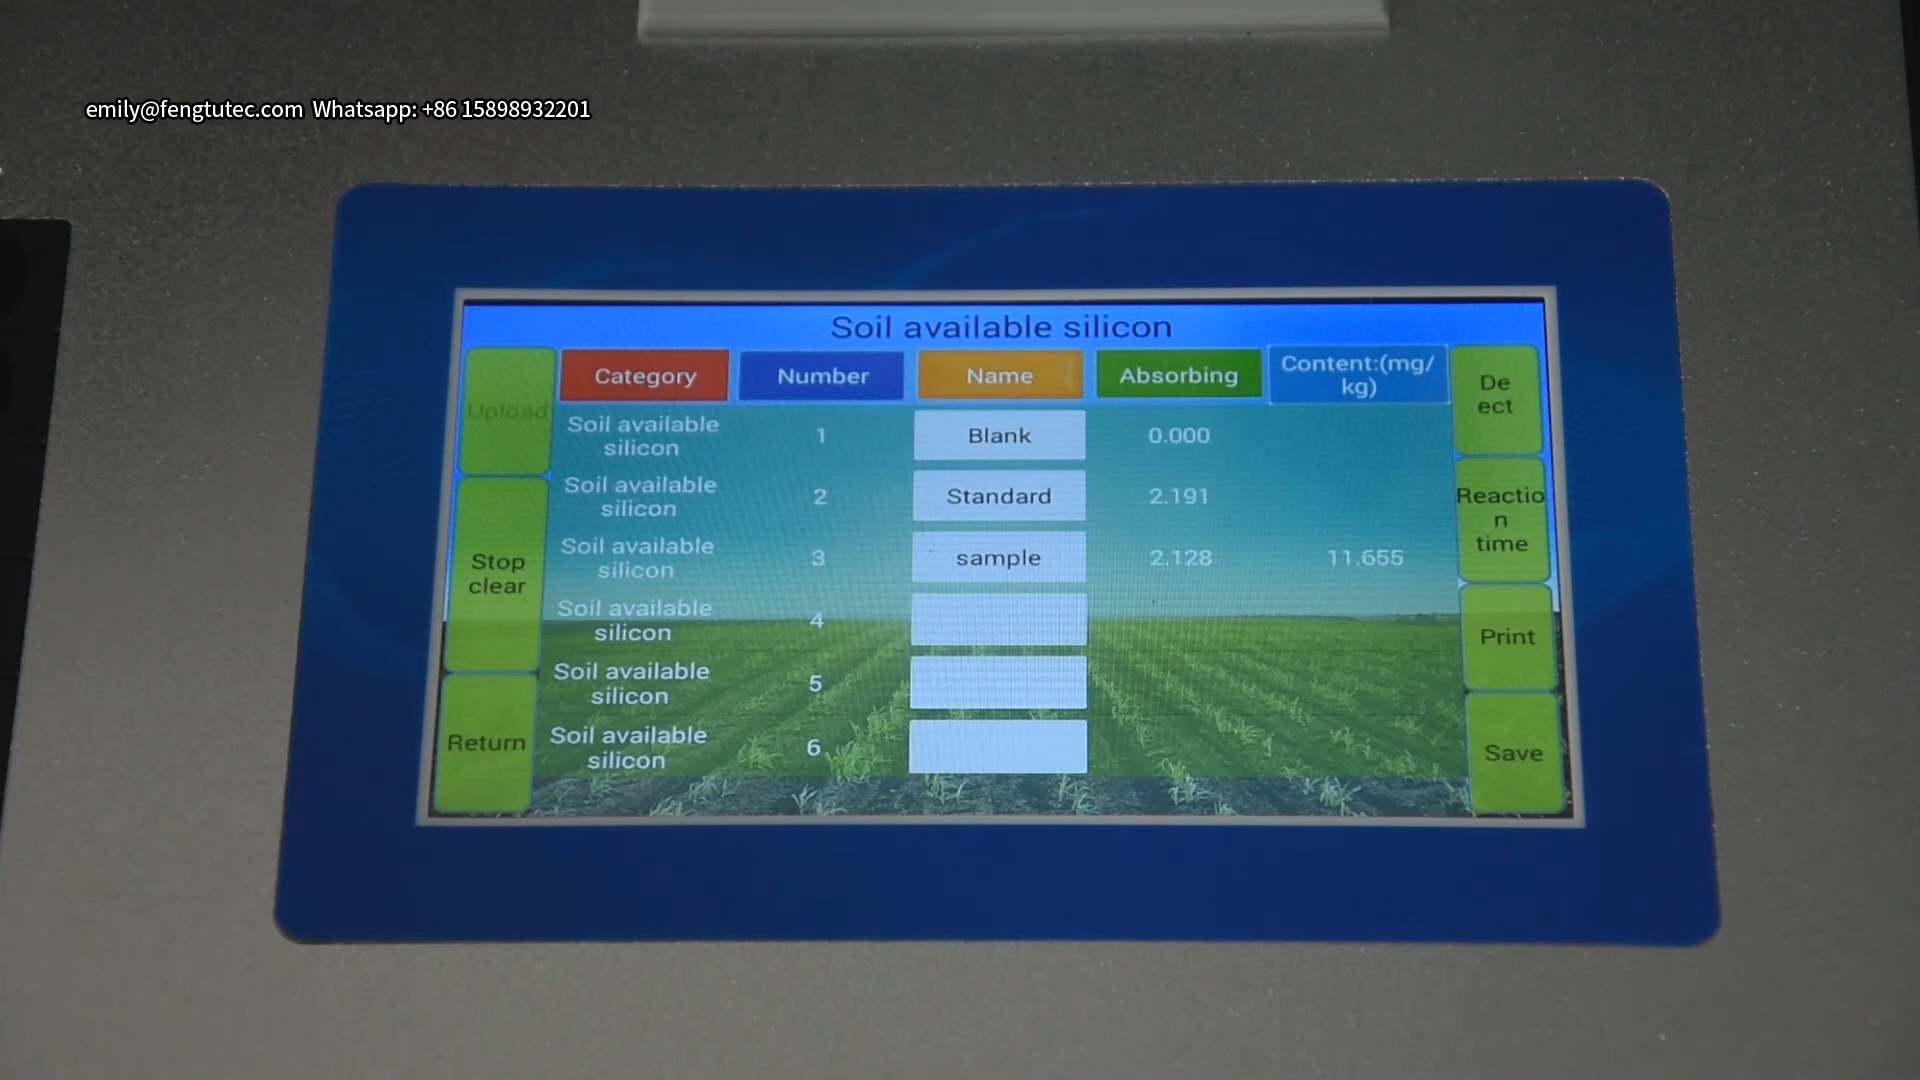 emily@fengtutec.com Whatsapp: +86 15898932201
Soil available silicon
Upload
Category
Number
Name
Absorbing
Content:(mg/
kg)
De
ect
Soil available
silicon
1
Blank
0.000
Soil available
silicon
2
Standard
2.191
Reactio
n
time
Soil available
silicon
3
sample
2.128
11.655
Stop
clear
Soil available
silicon
4
Print
Soil available
silicon
5
Return
Soil available
silicon
6
Save